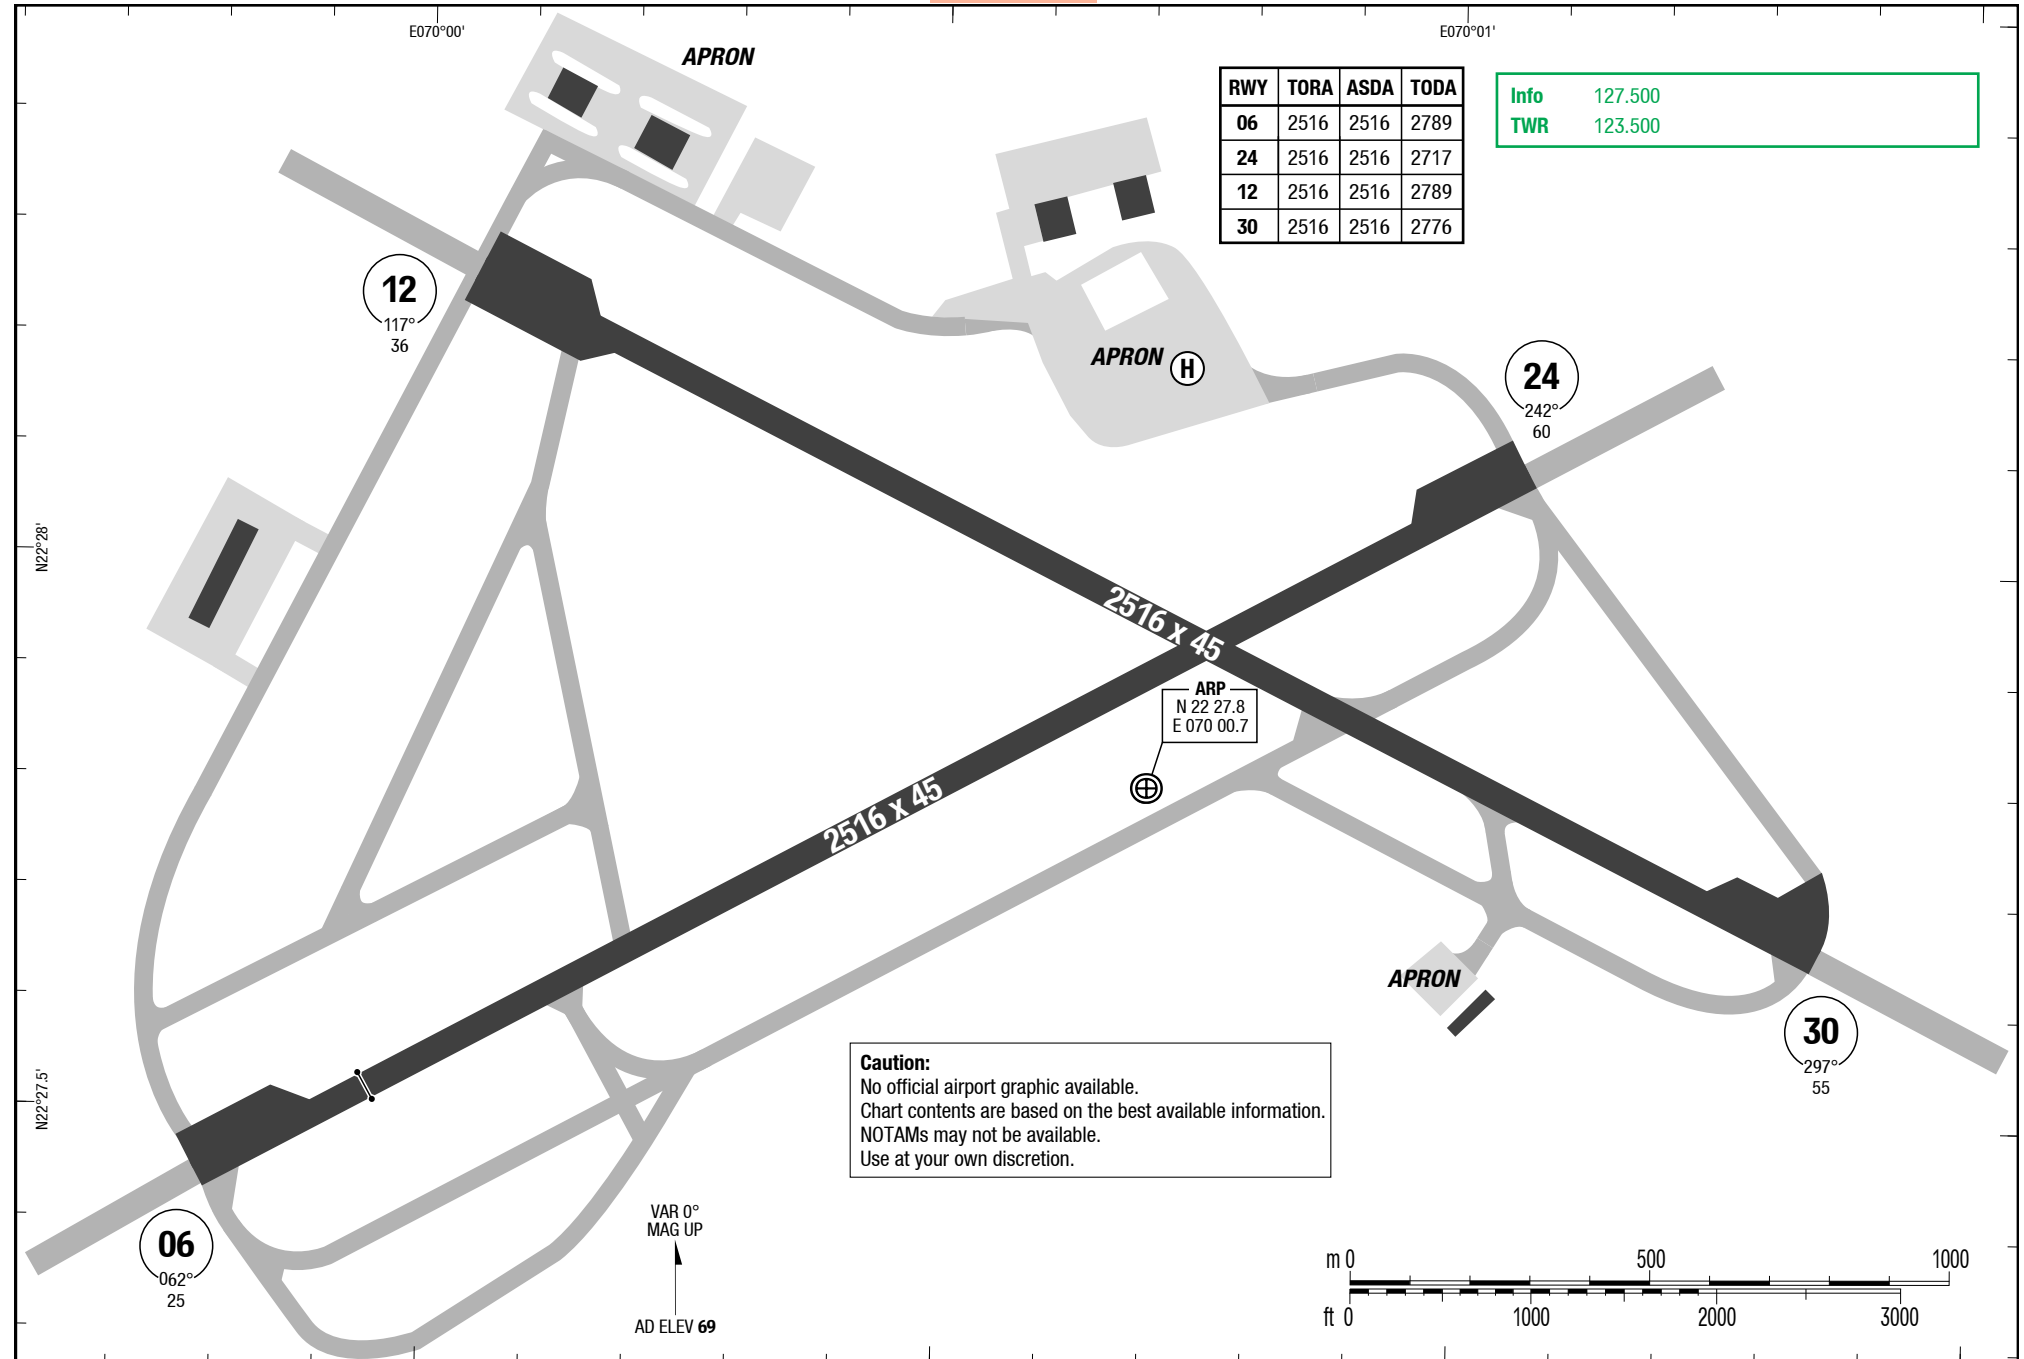 E070°00'
E070°01'
APRON
RWY TORA ASDA TODA
06 2516 2516 2789
24 2516 2516 2717
12 2516 2516 2789
30 2516 2516 2776
Info 127.500
TWR 123.500
12
117°
36
APRON H
24
242°
60
N22°28'
2516 x 45
ARP
N 22 27.8
E 070 00.7
2516 x 45
APRON
30
297°
55
Caution:
No official airport graphic available.
Chart contents are based on the best available information.
NOTAMs may not be available.
Use at your own discretion.
N22°27.5'
06
062°
25
VAR 0°
MAG UP
AD ELEV 69
m 0 500 1000
ft 0 1000 2000 3000